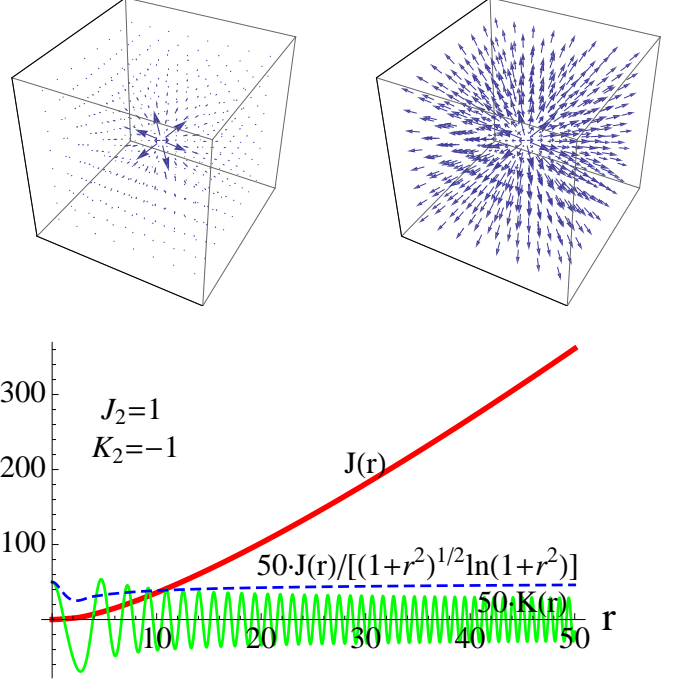 300
J₂=1
K₂=−1
200
J(r)
100
50·J(r)/[(1+r²)^{1/2}ln(1+r²)]
50·K(r)
r
10 20 30 40 50